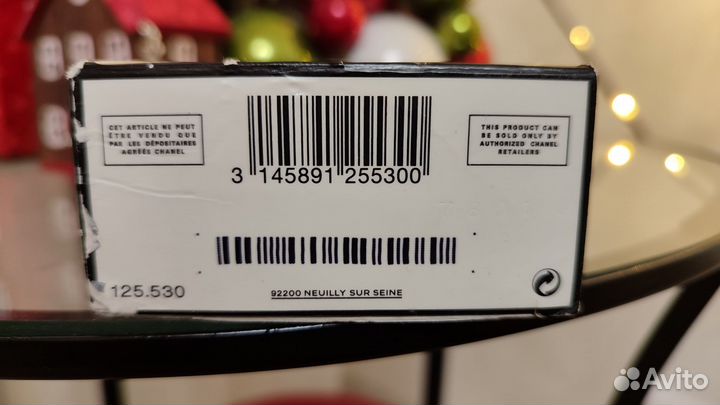 CET ARTICLE NE PEUT
ÊTRE VENDU QUE
PAR LES DÉPOSITAIRES
AGRÉÉS CHANEL
THIS PRODUCT CAN
BE SOLD ONLY BY
AUTHORIZED CHANEL
RETAILERS
3 145891 255300
125.530
92200 NEUILLY SUR SEINE
Avito